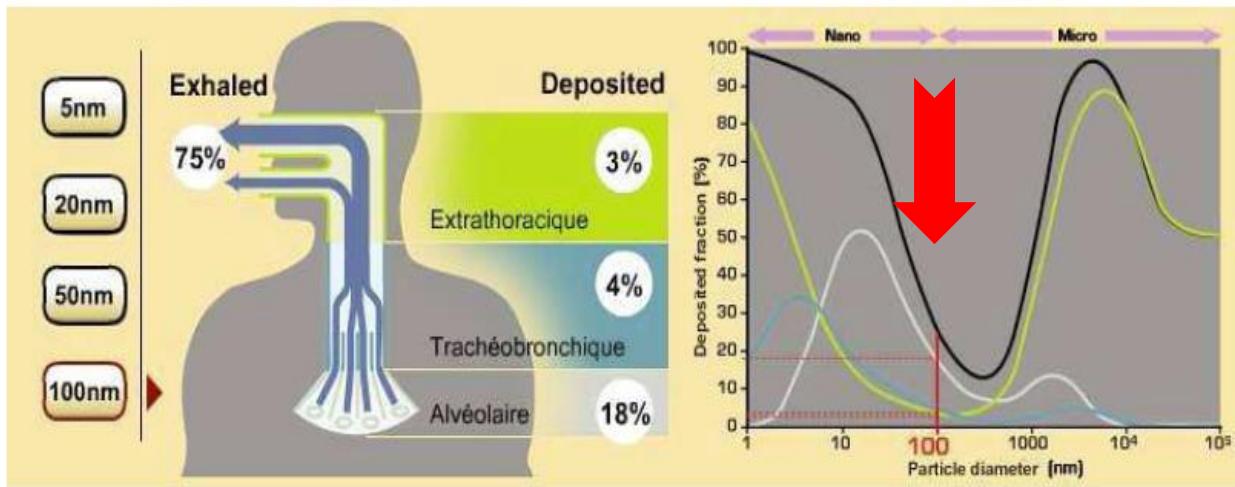 5nm
20nm
50nm
100nm
Exhaled
75%
Deposited
3%
Extrathoracique
4%
Trachéobronchique
18%
Alvéolaire
Nano
Micro
Deposited fraction [%]
100
90
80
70
60
50
40
30
20
10
0
1
10
100
1000
10⁴
10⁵
Particle diameter [nm]